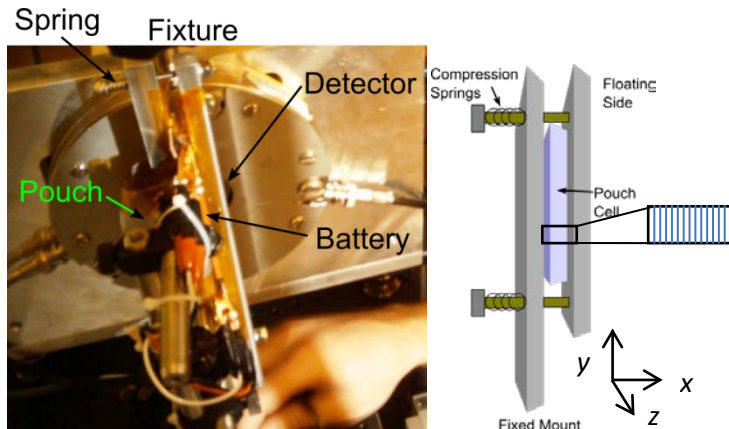 Spring
Fixture
Detector
Pouch
Battery
Compression
Springs
Floating
Side
Pouch
Cell
y
x
z
Fixed Mount